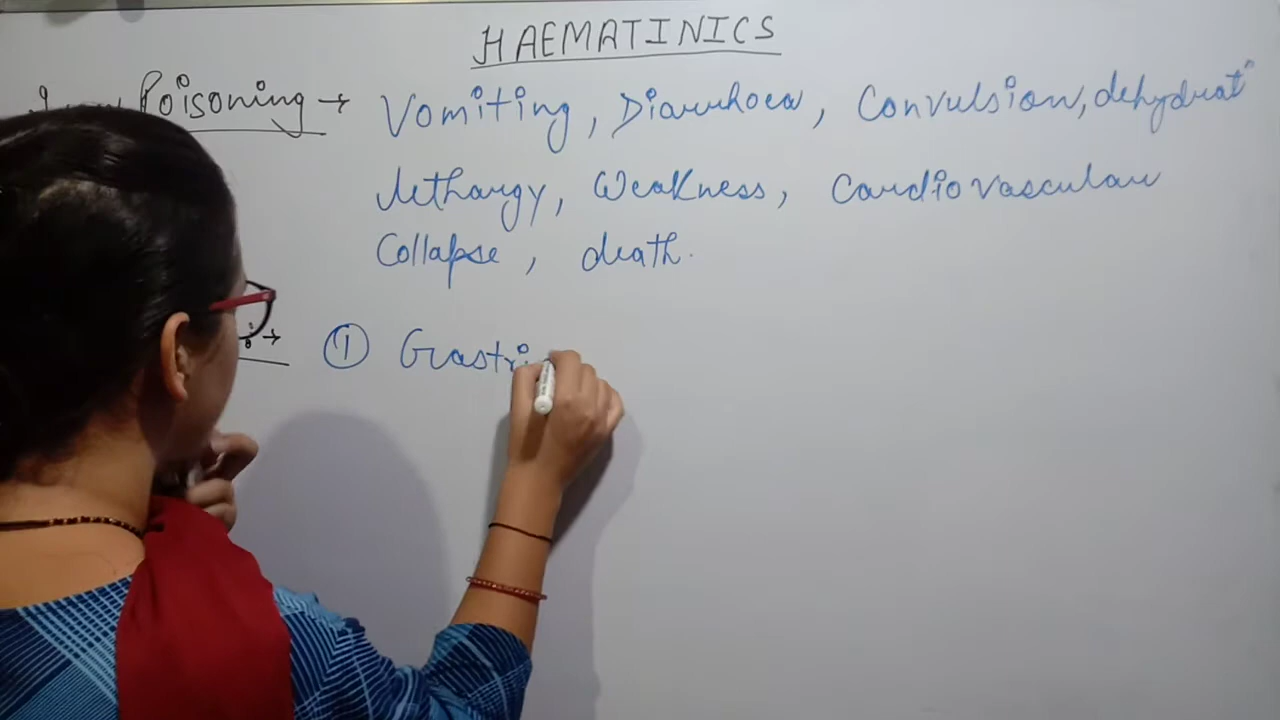 HAEMATINICS
Poisoning → Vomiting, Diarrhoea, Convulsion, dehydrat°
lethargy, Weakness, Cardiovascular
Collapse, death.
→ ① Gastri